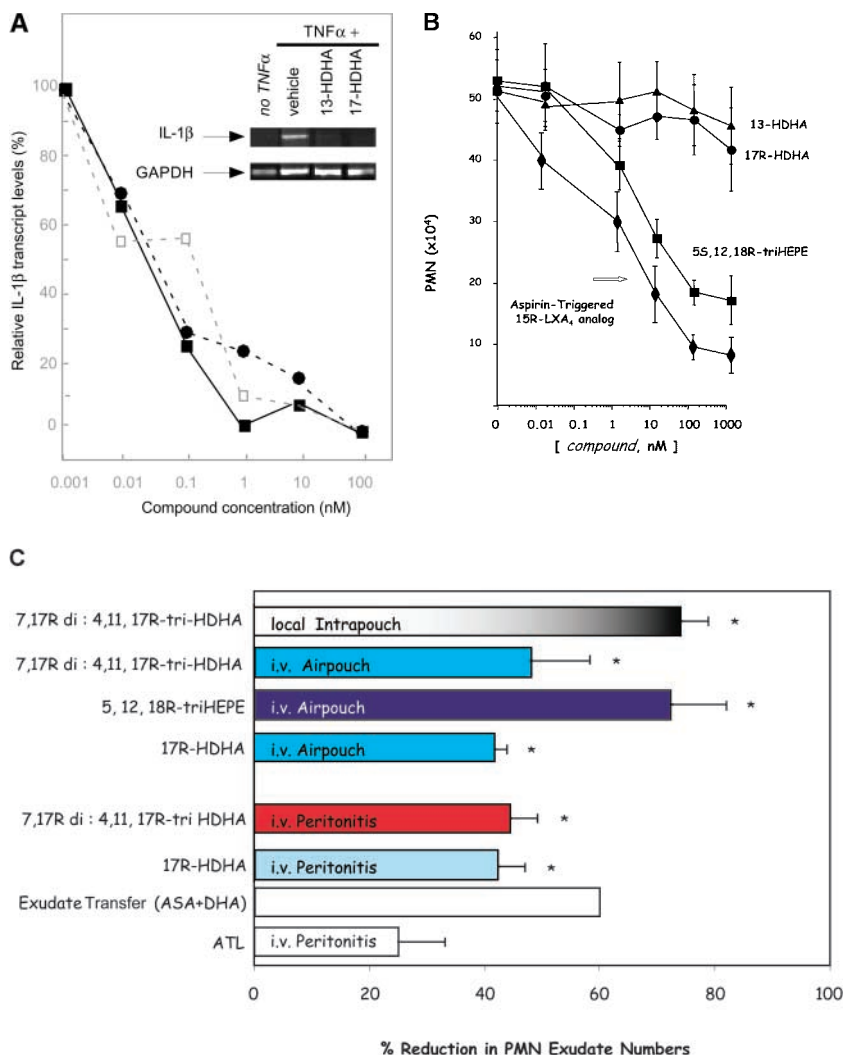 A
TNFα +
no TNFα
vehicle
13-HDHA
17-HDHA
IL-1β
GAPDH
Relative IL-1β transcript levels (%)
100
80
60
40
20
0
0.001 0.01 0.1 1 10 100
Compound concentration (nM)
B
PMN (x10⁴)
60
50
40
30
20
10
0
13-HDHA
17R-HDHA
5S,12,18R-triHEPE
Aspirin-Triggered
15R-LXA₄ analog
0 0.01 0.1 1 10 100 1000
[ compound, nM ]
C
7,17R di : 4,11, 17R-tri-HDHA local Intrapouch *
7,17R di : 4,11, 17R-tri-HDHA i.v. Airpouch *
5, 12, 18R-triHEPE i.v. Airpouch *
17R-HDHA i.v. Airpouch *
7,17R di : 4,11, 17R-tri HDHA i.v. Peritonitis *
17R-HDHA i.v. Peritonitis *
Exudate Transfer (ASA+DHA)
ATL i.v. Peritonitis
0 20 40 60 80 100
% Reduction in PMN Exudate Numbers